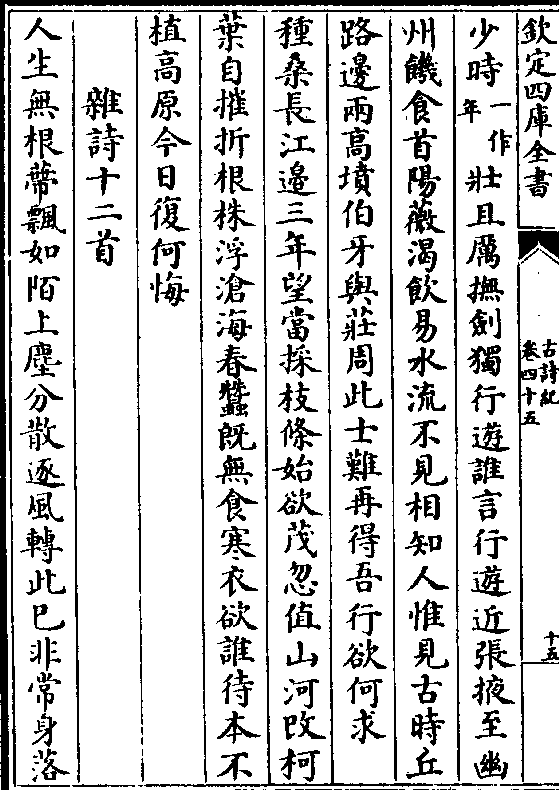 欽定四庫全書
古詩紀
卷四十五
十五
少時一作年壯且厲撫劍獨行遊誰言行遊近張掖至幽
州饑食首陽薇渴飲易水流不見相知人惟見古時丘
路邊兩高墳伯牙與莊周此士難再得吾行欲何求
種桑長江邊三年望當採枝條始欲茂忽值山河改柯
葉自摧折根株浮滄海春蠶既無食寒衣欲誰待本不
植高原今日復何悔
雜詩十二首
人生無根蔕飄如陌上塵分散逐風轉此已非常身落